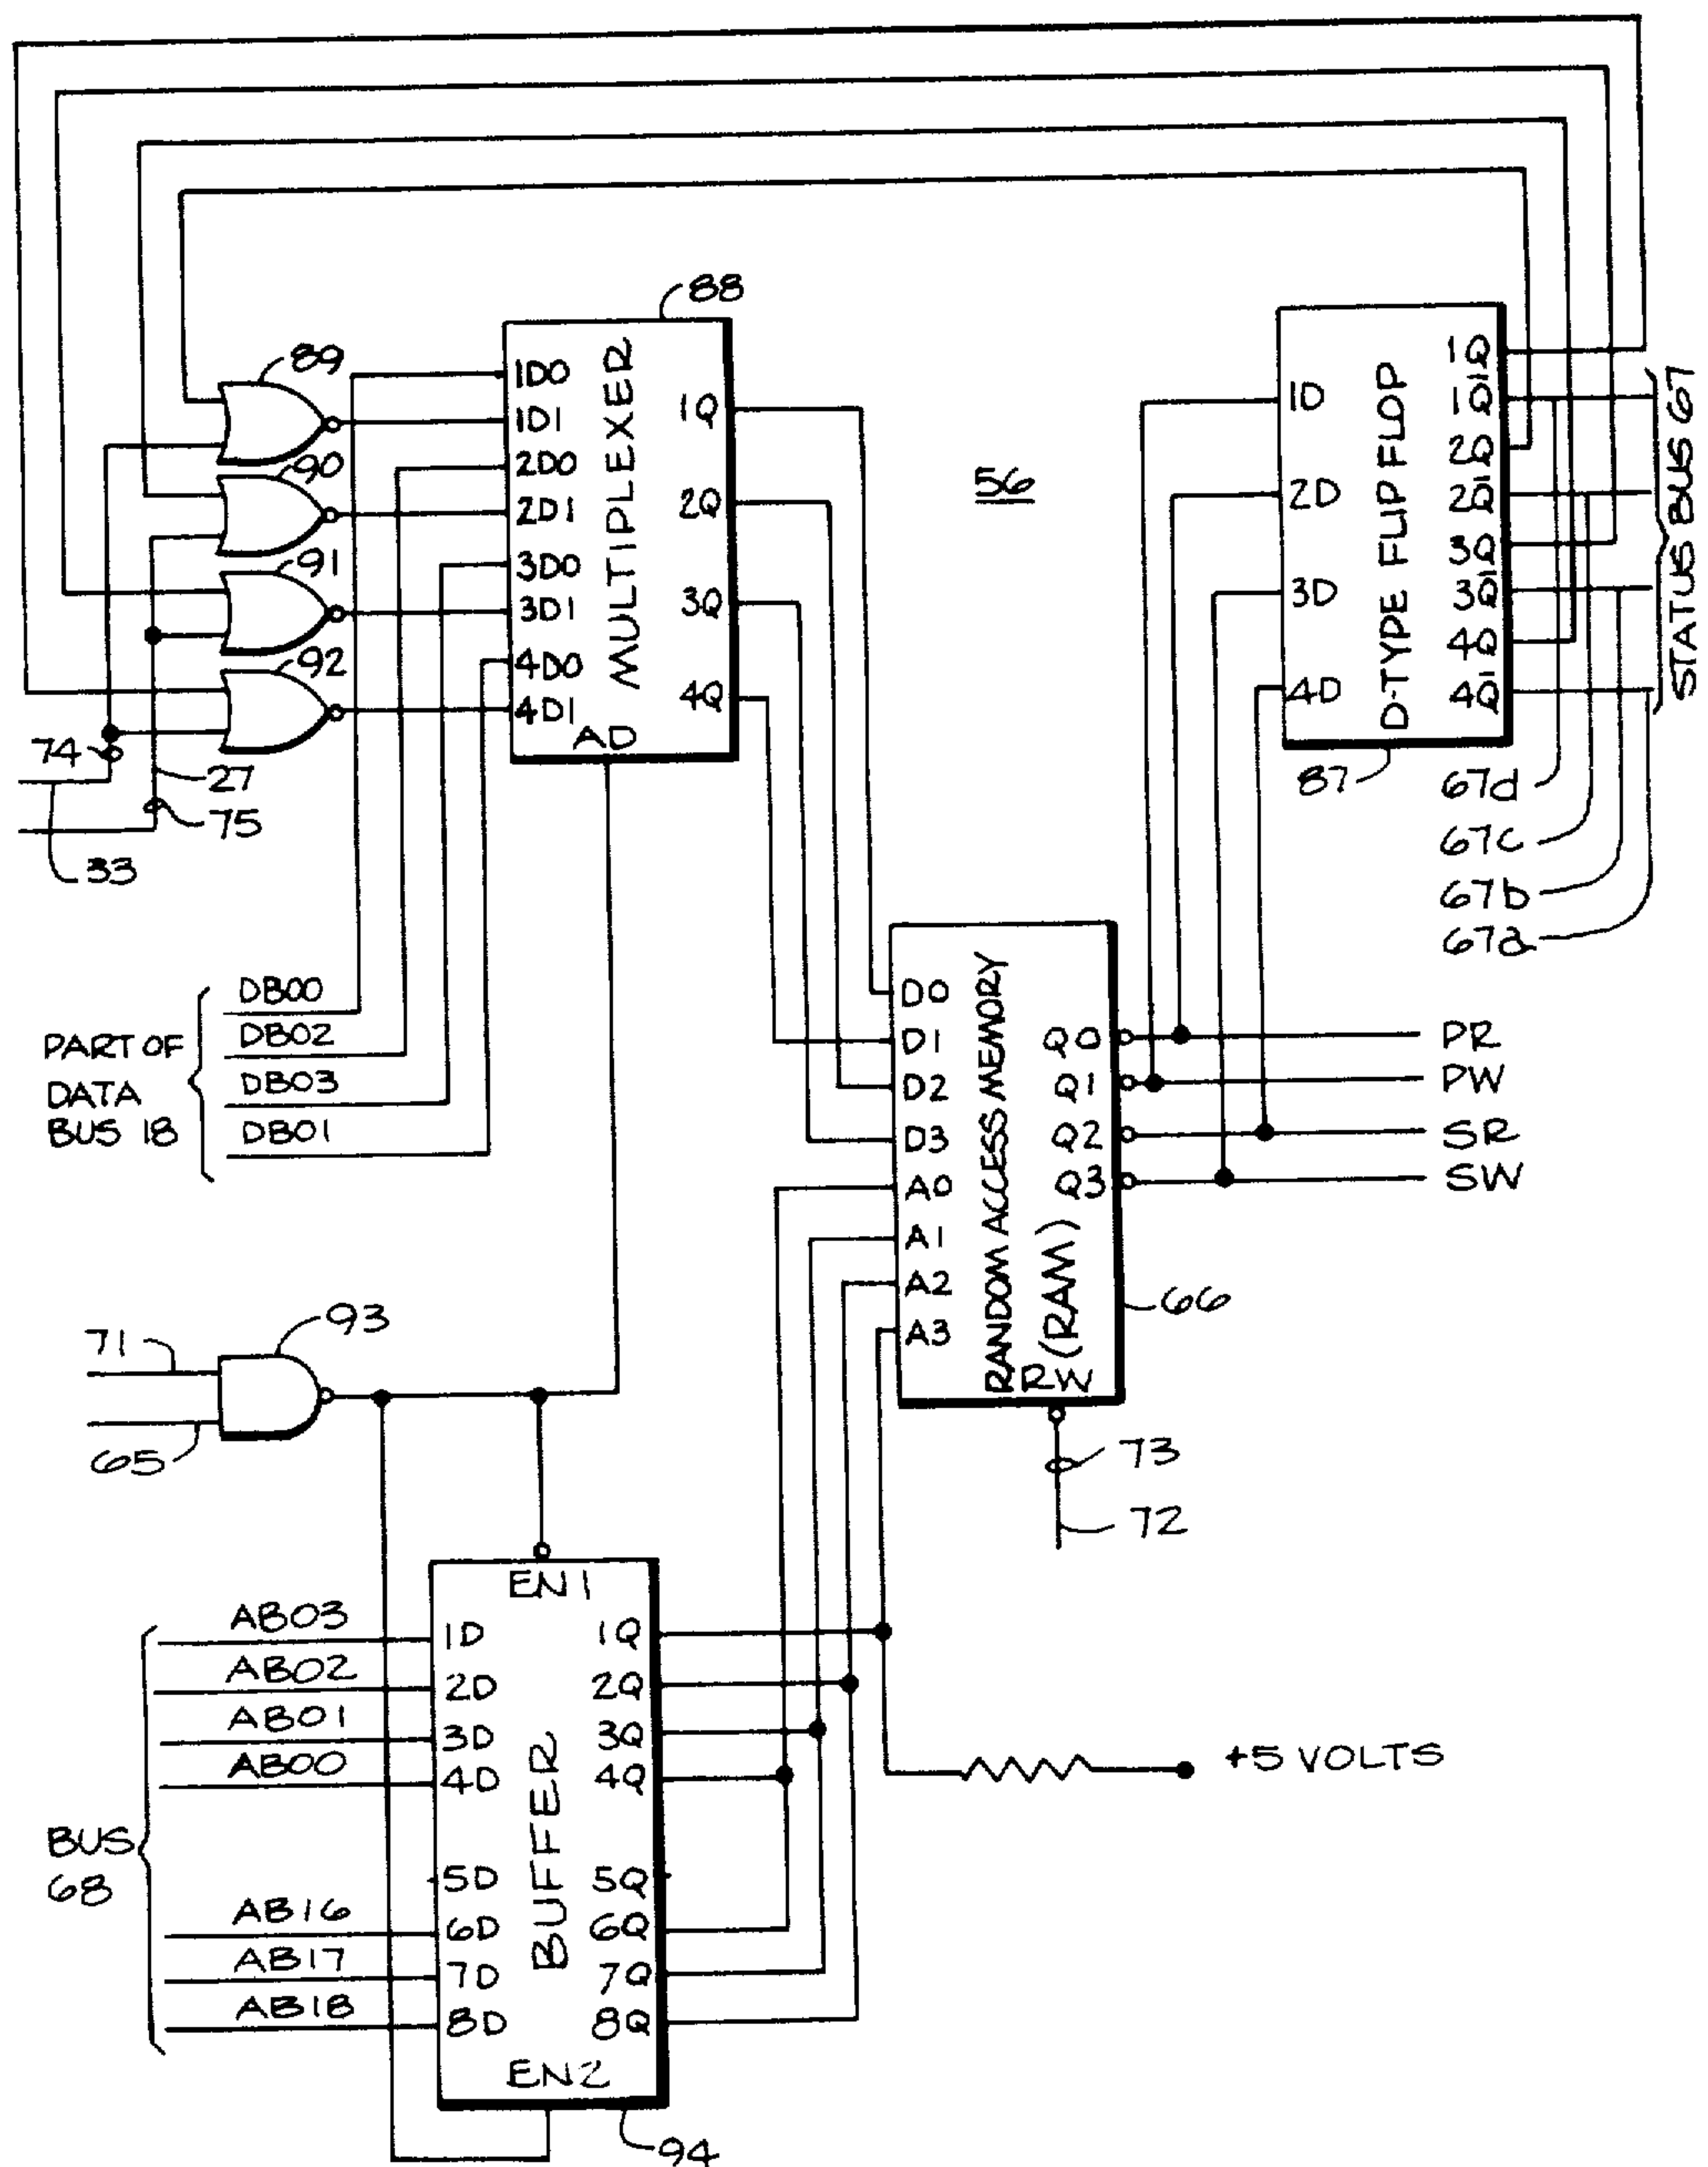 88
89
90
91
92
1D0
1D1
2D0
2D1
3D0
3D1
4D0
4D1
1Q
2Q
3Q
4Q
AD
MULTIPLEXER
56
1D
2D
3D
4D
D-TYPE FLIP FLOP
1Q
1Q̅
2Q
2Q̅
3Q
3Q̅
4Q
4Q̅
STATUS BUS 67
87
67d
67c
67b
67a
74
27
75
33
PART OF
DATA
BUS 18
DB00
DB02
DB03
DB01
D0
D1
D2
D3
A0
A1
A2
A3
RANDOM ACCESS MEMORY
(RAM)
RW
Q0
Q1
Q2
Q3
PR
PW
SR
SW
66
73
72
71
93
65
EN1
AB03
AB02
AB01
AB00
BUS
68
AB16
AB17
AB18
1D
2D
3D
4D
5D
6D
7D
8D
BUFFER
1Q
2Q
3Q
4Q
5Q
6Q
7Q
8Q
EN2
94
+5 VOLTS